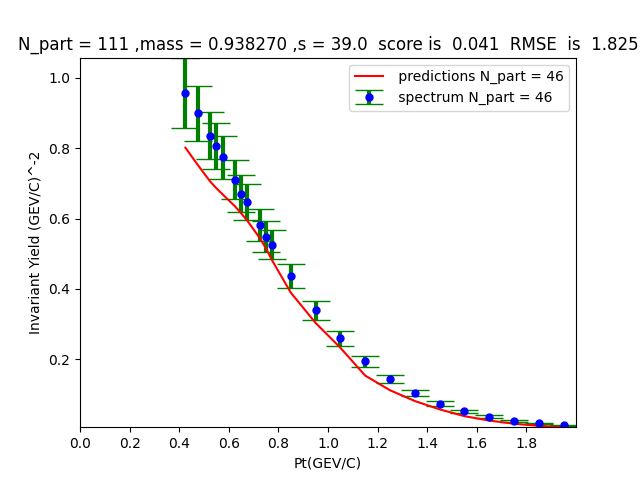 N_part = 111 ,mass = 0.938270 ,s = 39.0  score is  0.041  RMSE  is  1.825
predictions N_part = 46
spectrum N_part = 46
Invariant Yield (GEV/C)^-2
1.0
0.8
0.6
0.4
0.2
0.0 0.2 0.4 0.6 0.8 1.0 1.2 1.4 1.6 1.8
Pt(GEV/C)